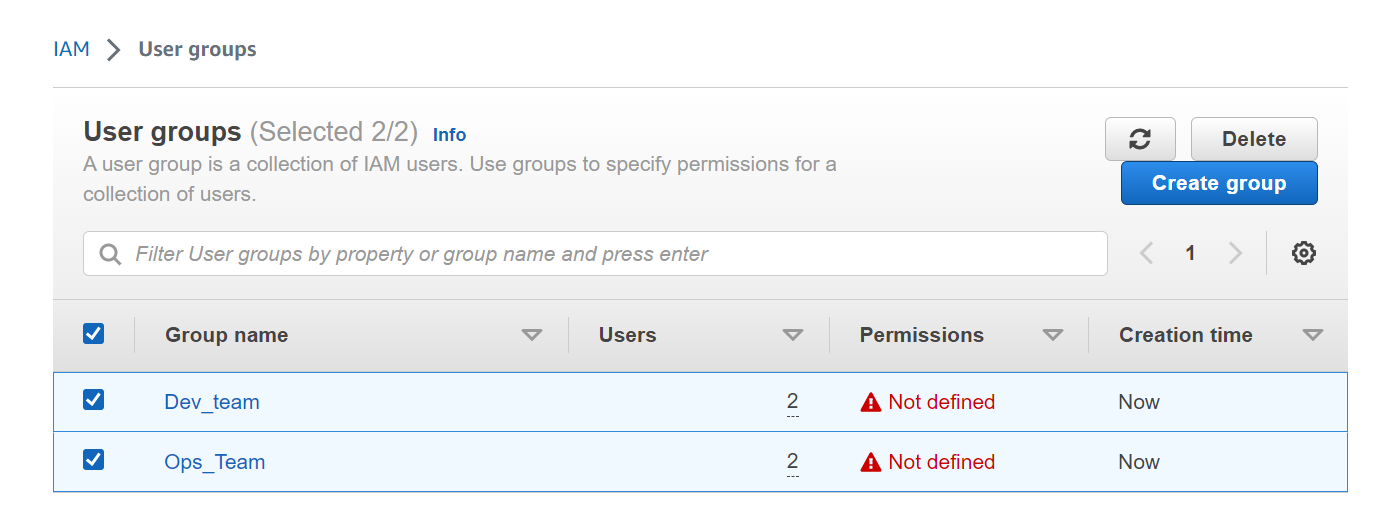 IAM > User groups
User groups (Selected 2/2) Info
A user group is a collection of IAM users. Use groups to specify permissions for a
collection of users.
Delete
Create group
Filter User groups by property or group name and press enter
1
Group name Users Permissions Creation time
Dev_team 2 Not defined Now
Ops_Team 2 Not defined Now